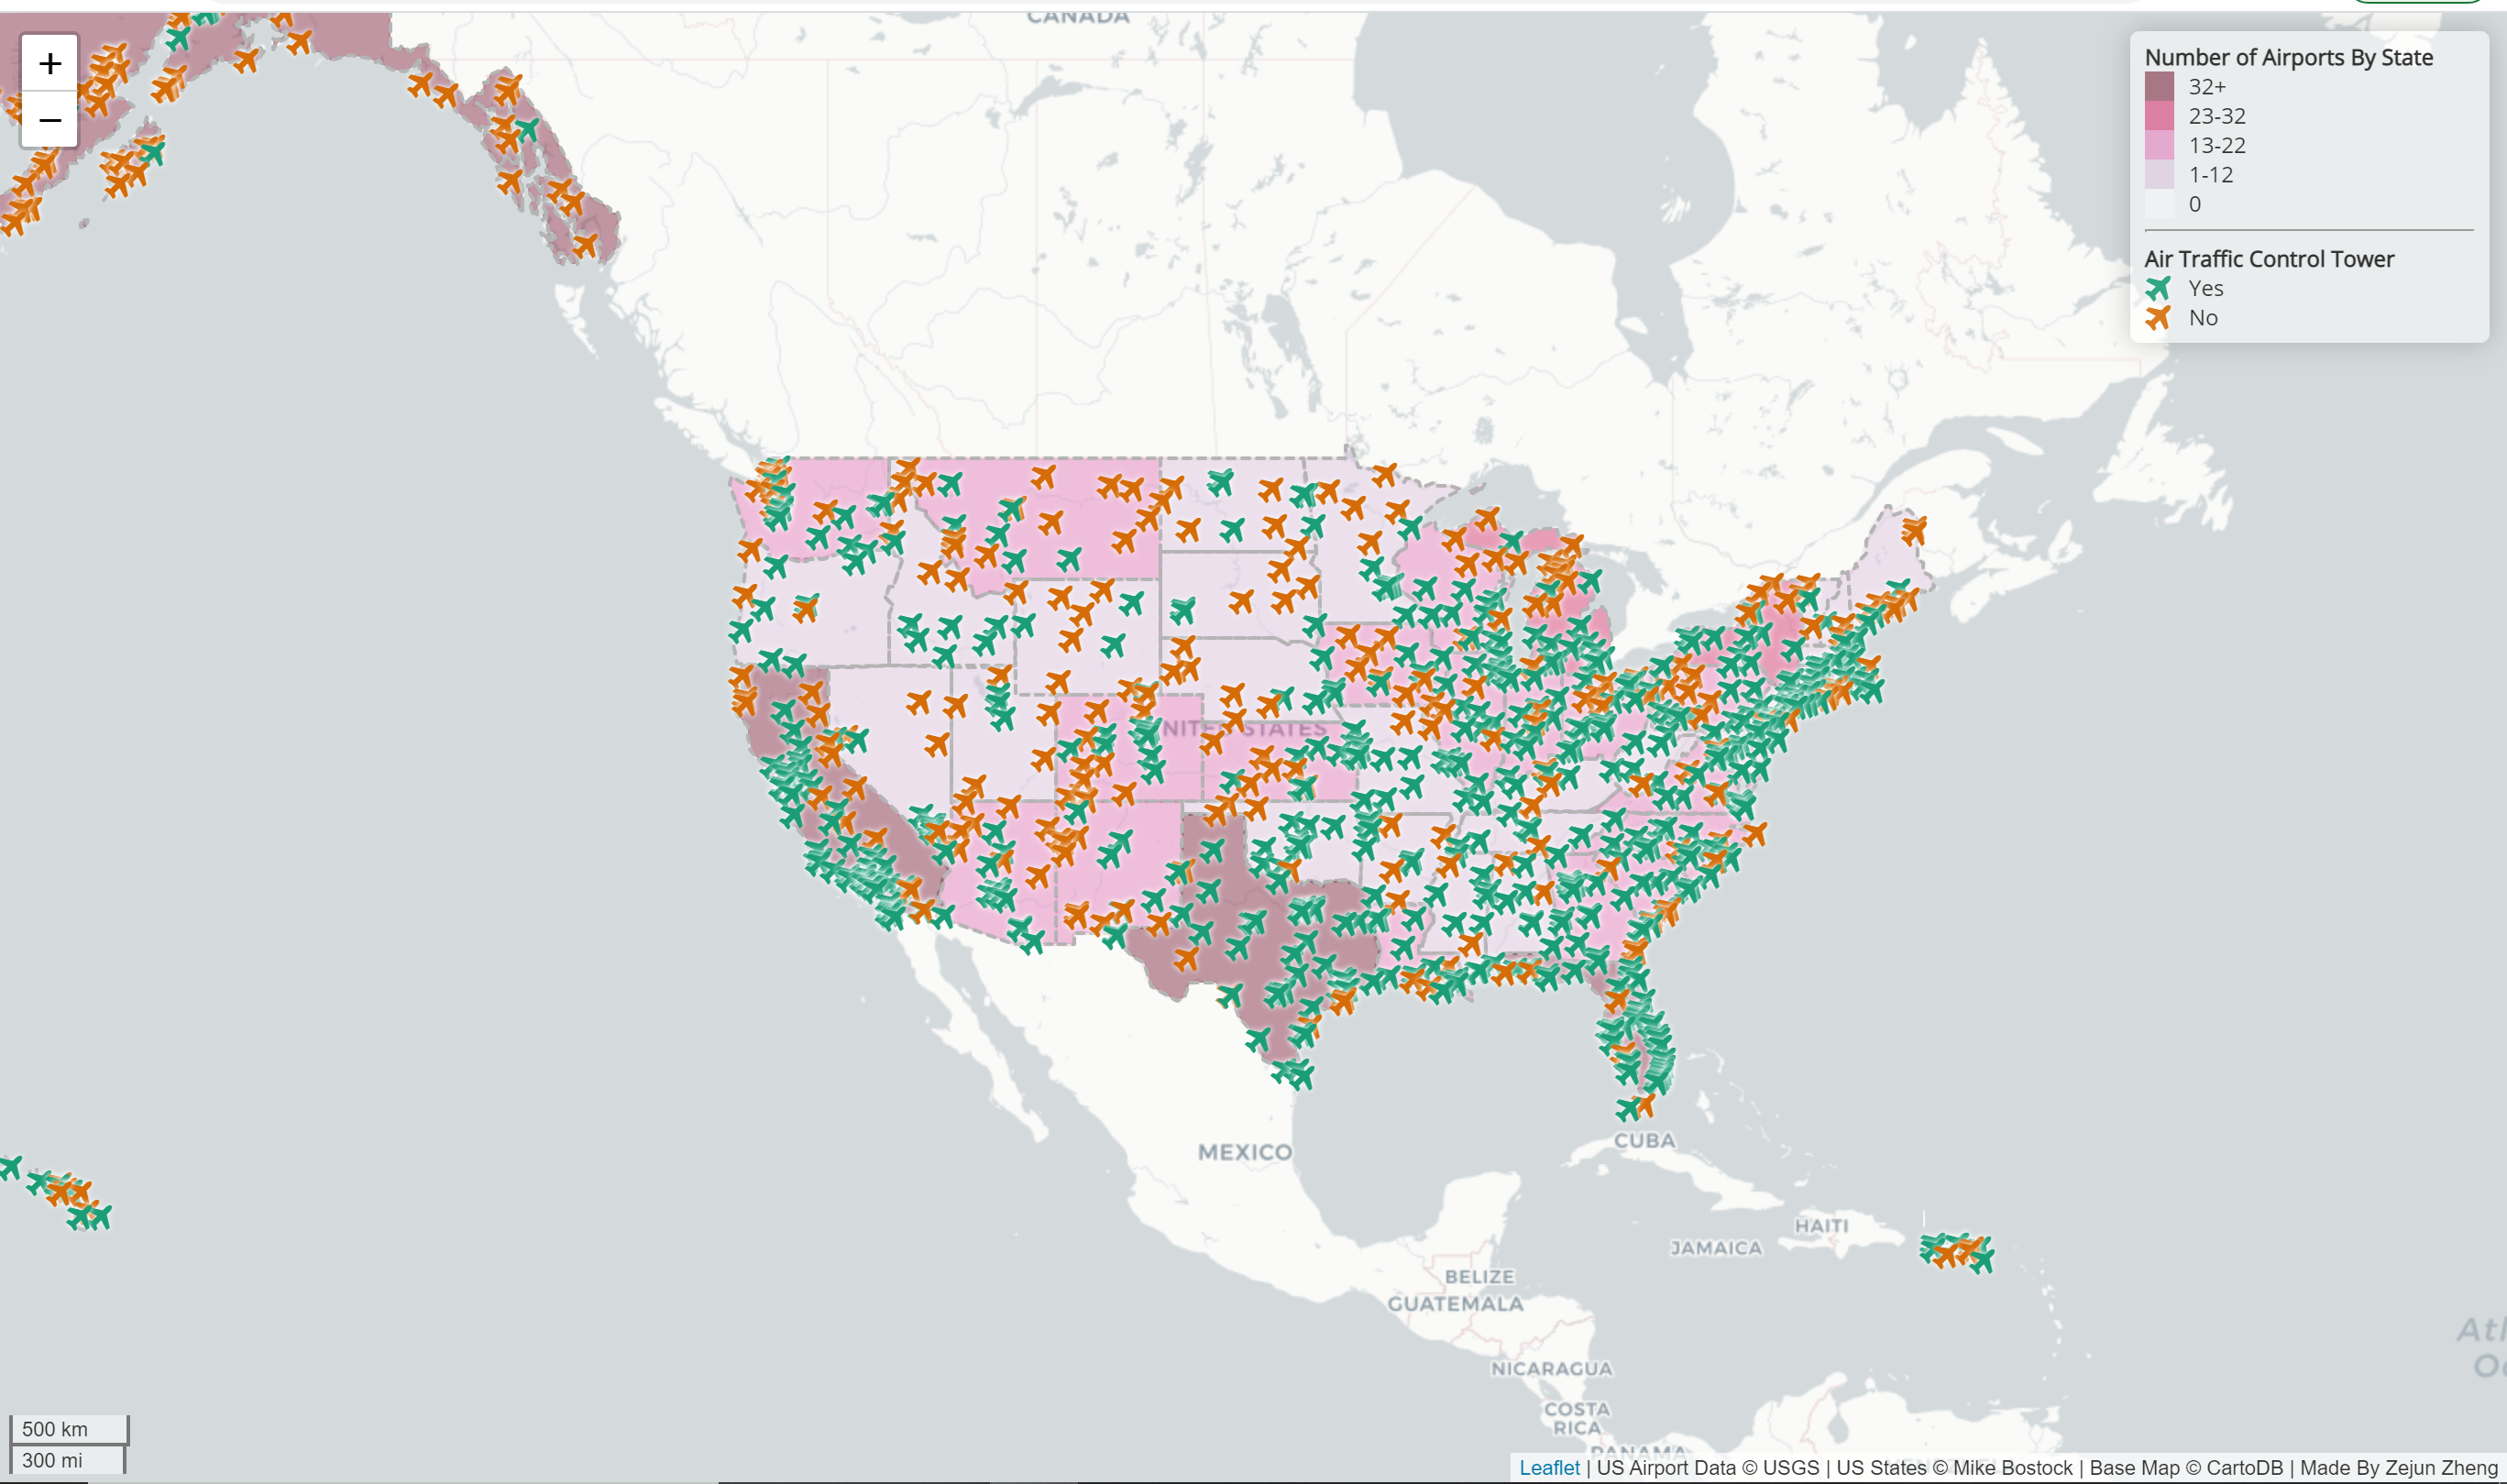 CANADA
+
−
Number of Airports By State
32+
23-32
13-22
1-12
0
Air Traffic Control Tower
Yes
No
NITED STATES
MEXICO
CUBA
HAITI
JAMAICA
BELIZE
GUATEMALA
NICARAGUA
COSTA
RICA
PANAMA
Atl
Oc
500 km
300 mi
Leaflet | US Airport Data © USGS | US States © Mike Bostock | Base Map © CartoDB | Made By Zejun Zheng